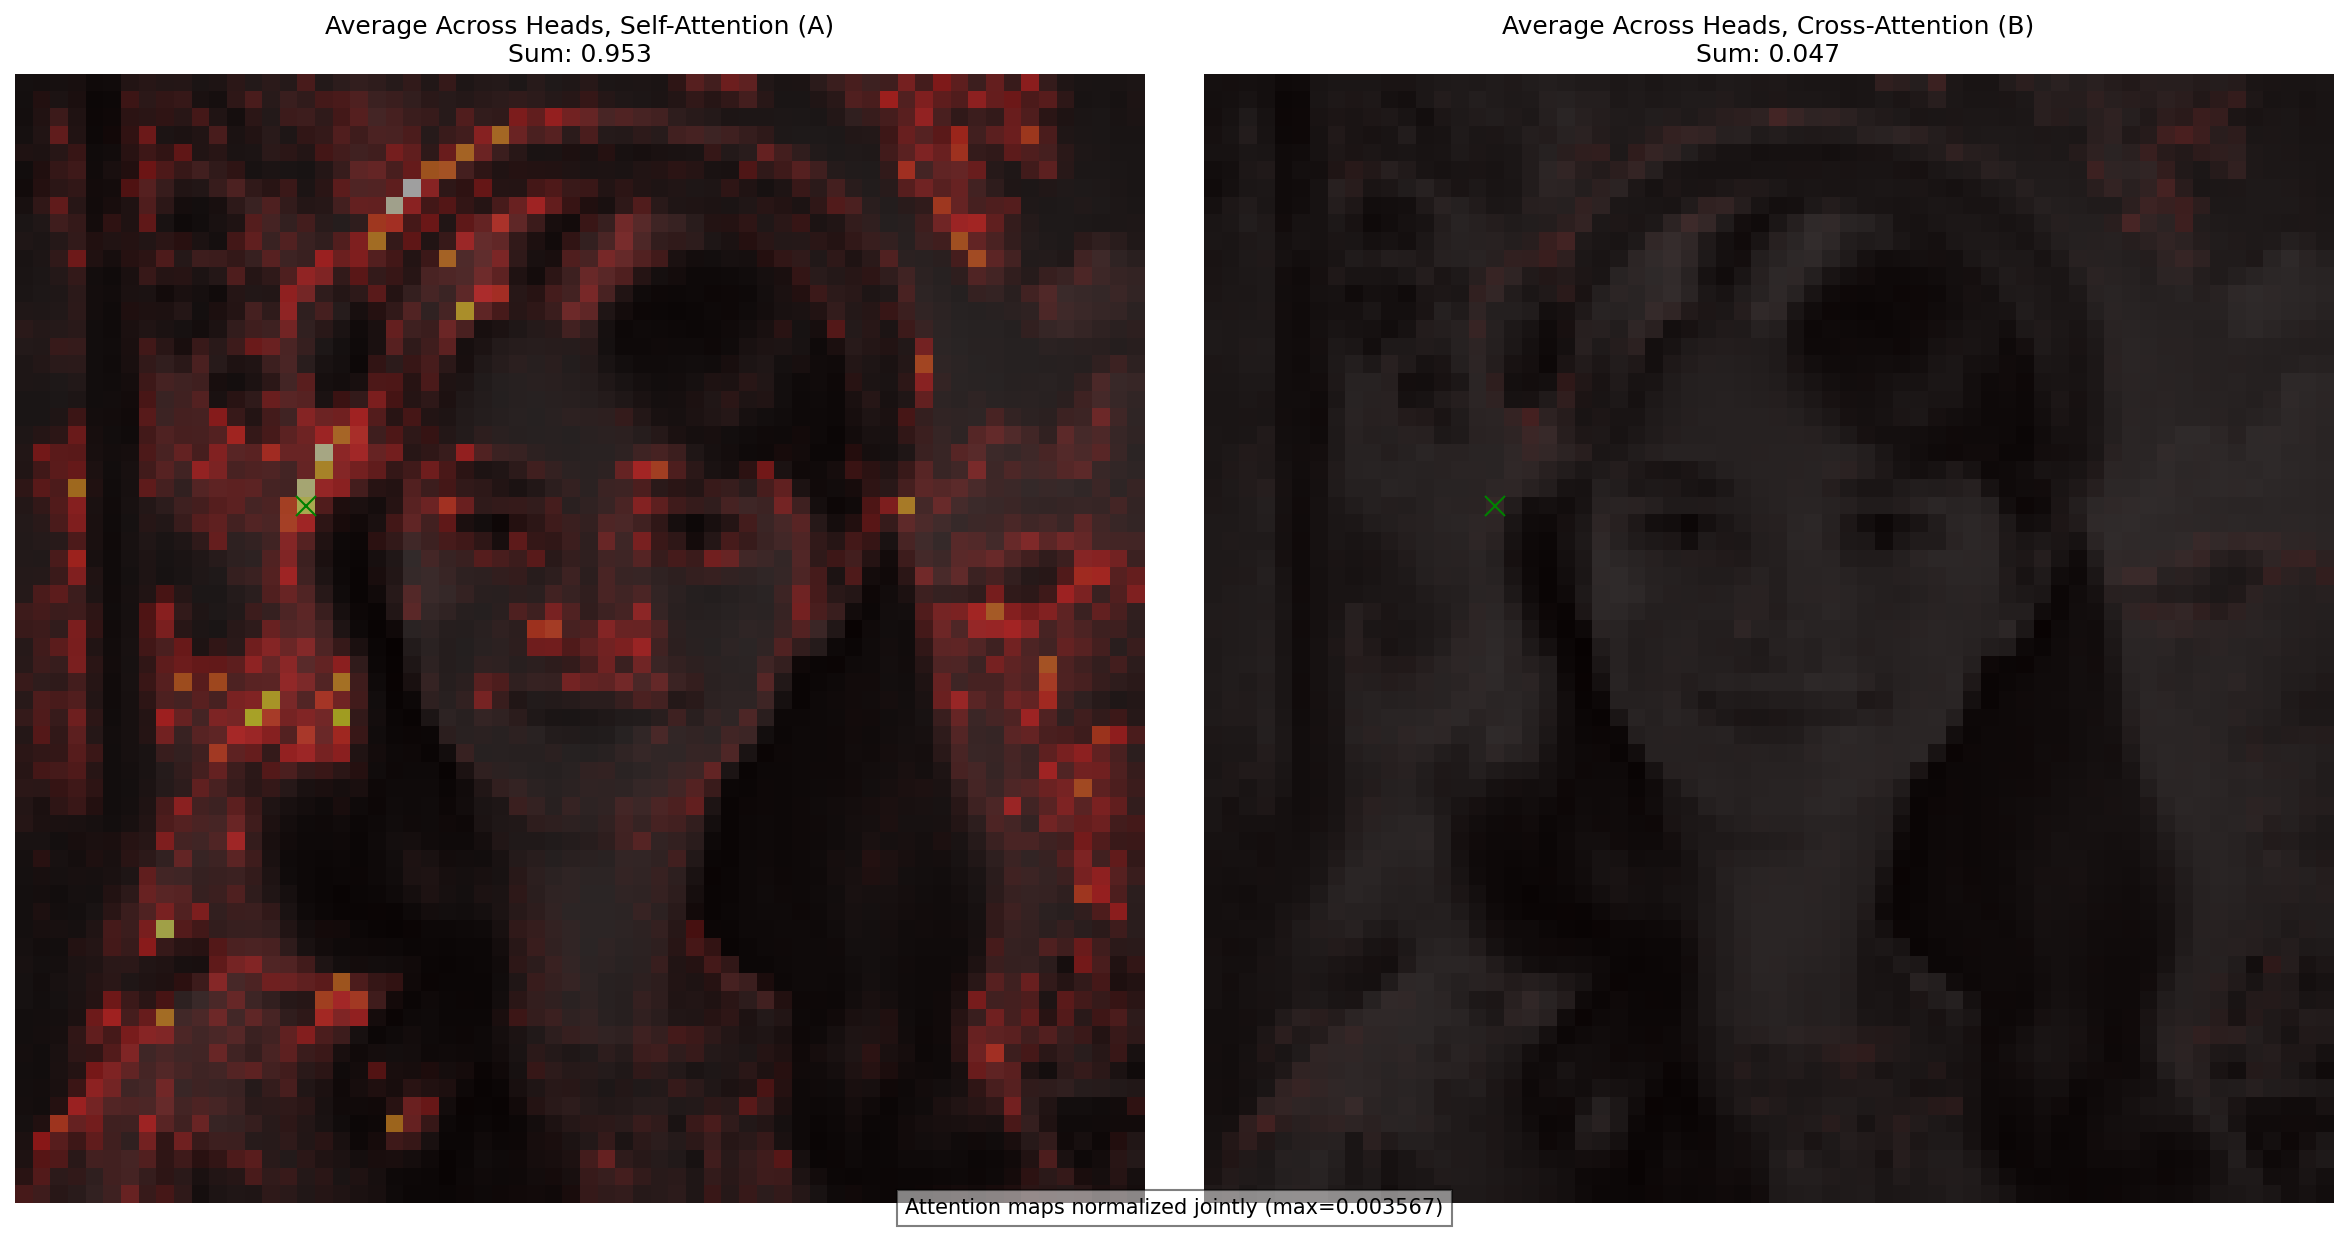 Average Across Heads, Self-Attention (A)
Sum: 0.953
Average Across Heads, Cross-Attention (B)
Sum: 0.047
Attention maps normalized jointly (max=0.003567)